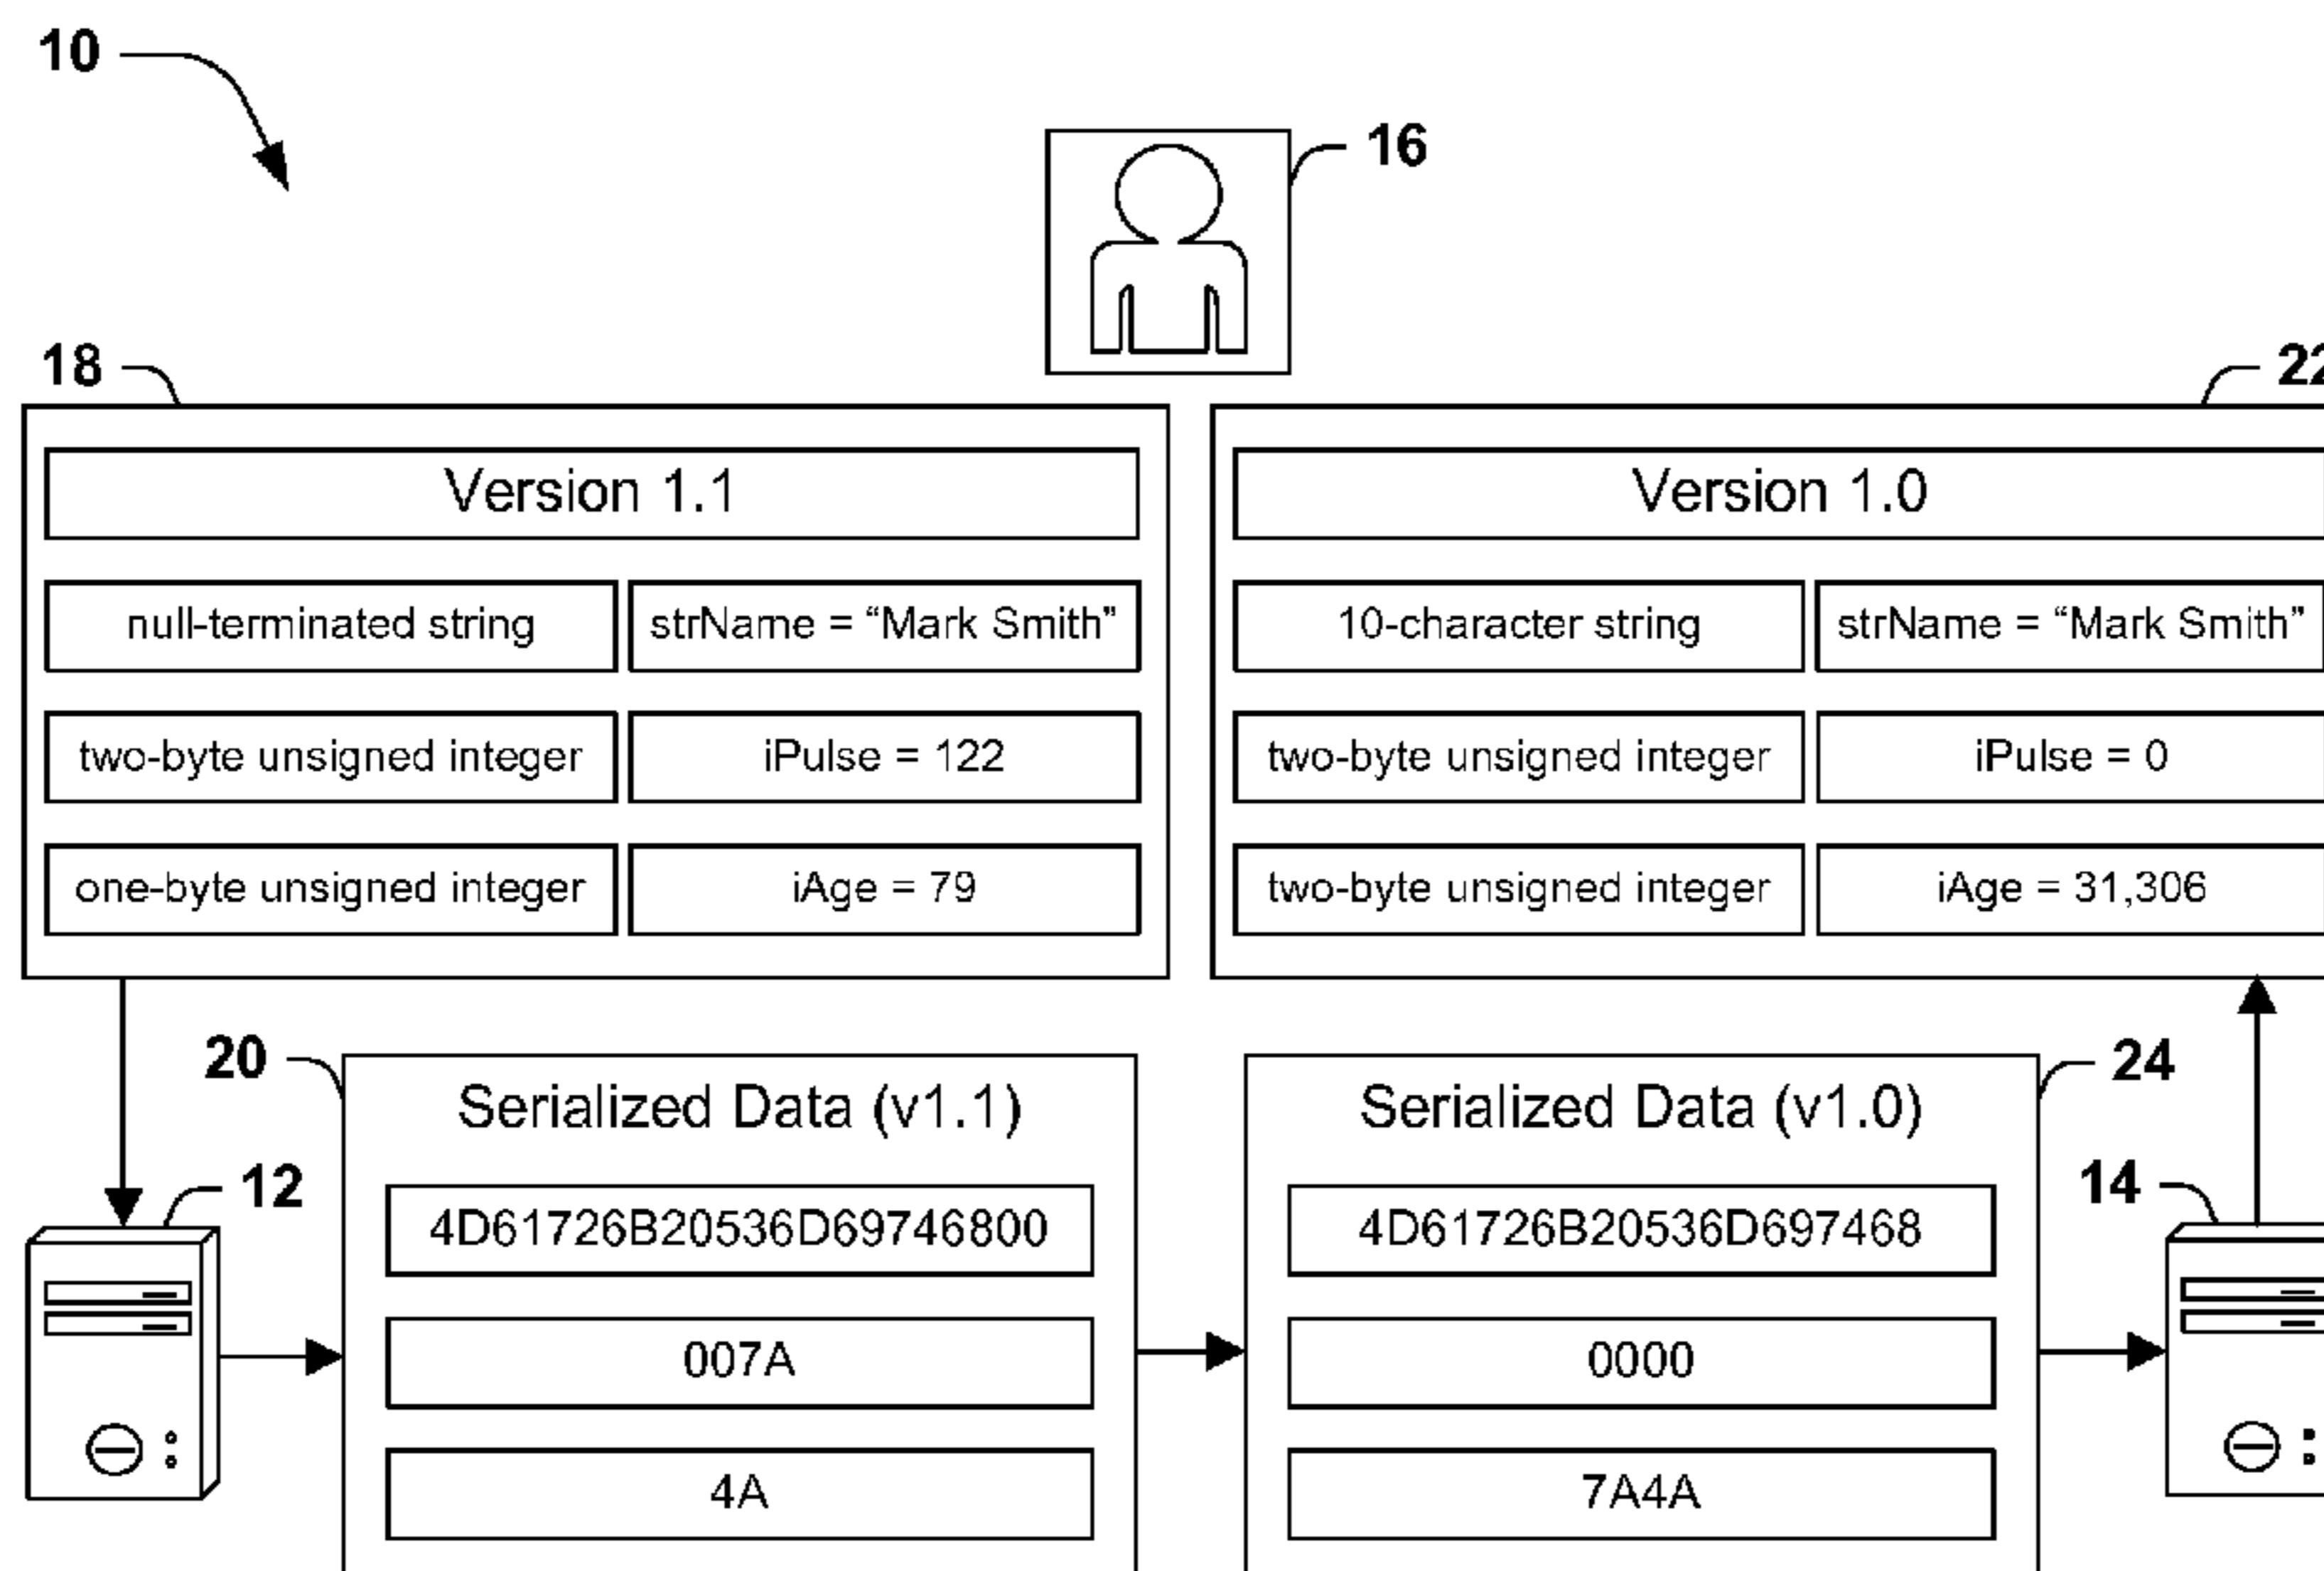 10
16
18
22
Version 1.1
Version 1.0
null-terminated string
strName = “Mark Smith”
10-character string
strName = “Mark Smith”
two-byte unsigned integer
iPulse = 122
two-byte unsigned integer
iPulse = 0
one-byte unsigned integer
iAge = 79
two-byte unsigned integer
iAge = 31,306
20
24
Serialized Data (v1.1)
Serialized Data (v1.0)
12
14
4D61726B20536D69746800
4D61726B20536D697468
007A
0000
4A
7A4A